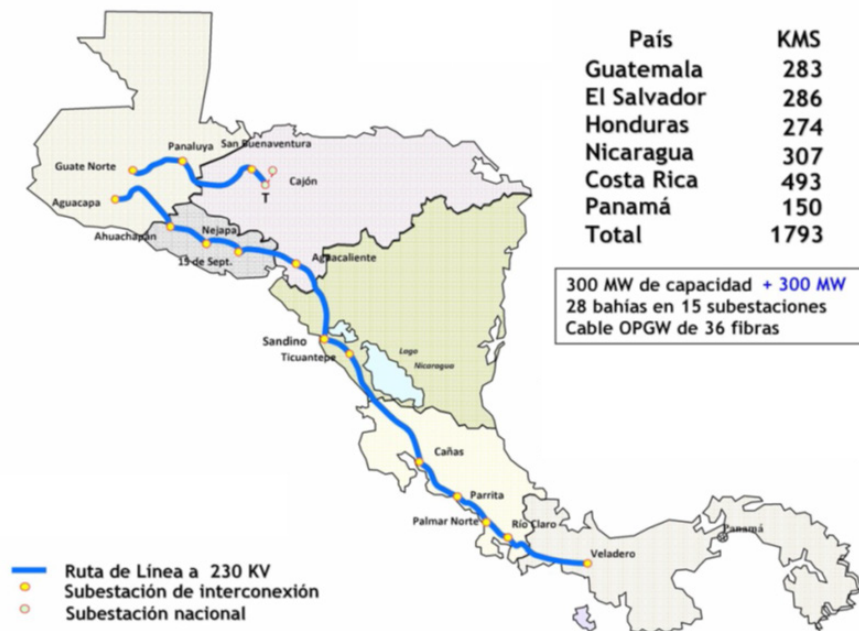 País KMS
Guatemala 283
El Salvador 286
Honduras 274
Nicaragua 307
Costa Rica 493
Panamá 150
Total 1793
300 MW de capacidad + 300 MW
28 bahías en 15 subestaciones
Cable OPGW de 36 fibras
San Buenaventura
Panaluya
Guate Norte
Cajón
T
Aguacapa
Ahuachapán
Nejapa
15 de Sept.
Aguacaliente
Sandino
Ticuantepe
Lago
Nicaragua
Cañas
Parrita
Palmar Norte
Río Claro
Veladero
Panamá
Ruta de Línea a 230 KV
Subestación de interconexión
Subestación nacional